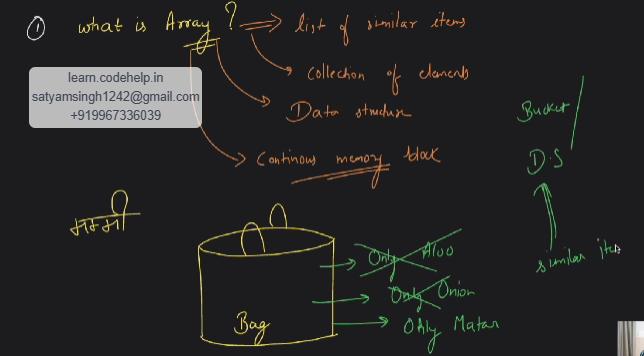 ① what is Array ? ⇒ list of similar items
→ collection of elements
→ Data structure
→ Continous memory block
learn.codehelp.in
satyamsingh1242@gmail.com
+919967336039
Bucket
D.S
similar ite
मम्मी
Only Aloo
Only Onion
Only Matar
Bag